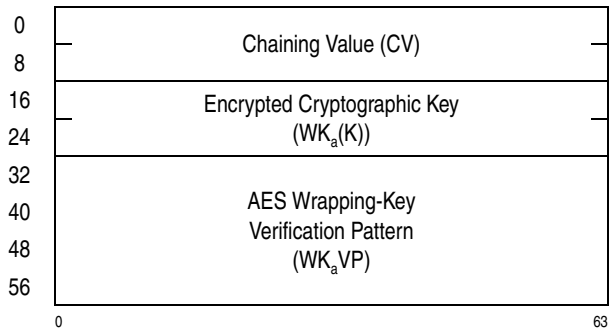 0
8
Chaining Value (CV)
16
24
Encrypted Cryptographic Key
(WKₐ(K))
32
40
48
56
AES Wrapping-Key
Verification Pattern
(WKₐVP)
0 63